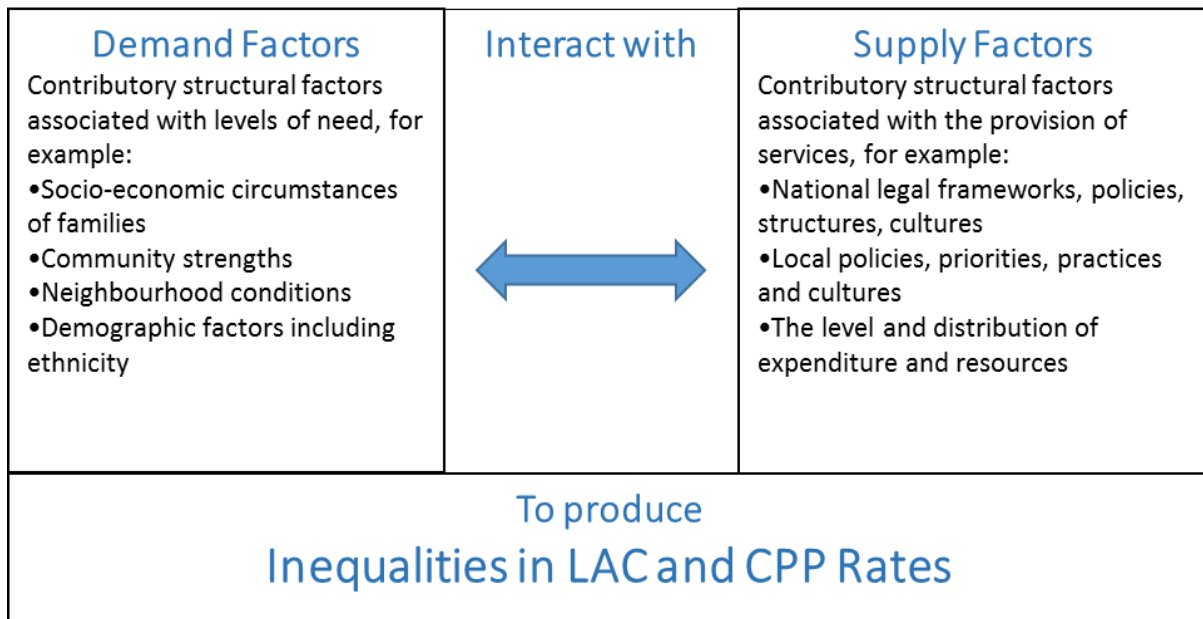 Demand Factors
Contributory structural factors
associated with levels of need, for
example:
•Socio-economic circumstances
of families
•Community strengths
•Neighbourhood conditions
•Demographic factors including
ethnicity
Interact with
Supply Factors
Contributory structural factors
associated with the provision of
services, for example:
•National legal frameworks, policies,
structures, cultures
•Local policies, priorities, practices
and cultures
•The level and distribution of
expenditure and resources
To produce
Inequalities in LAC and CPP Rates